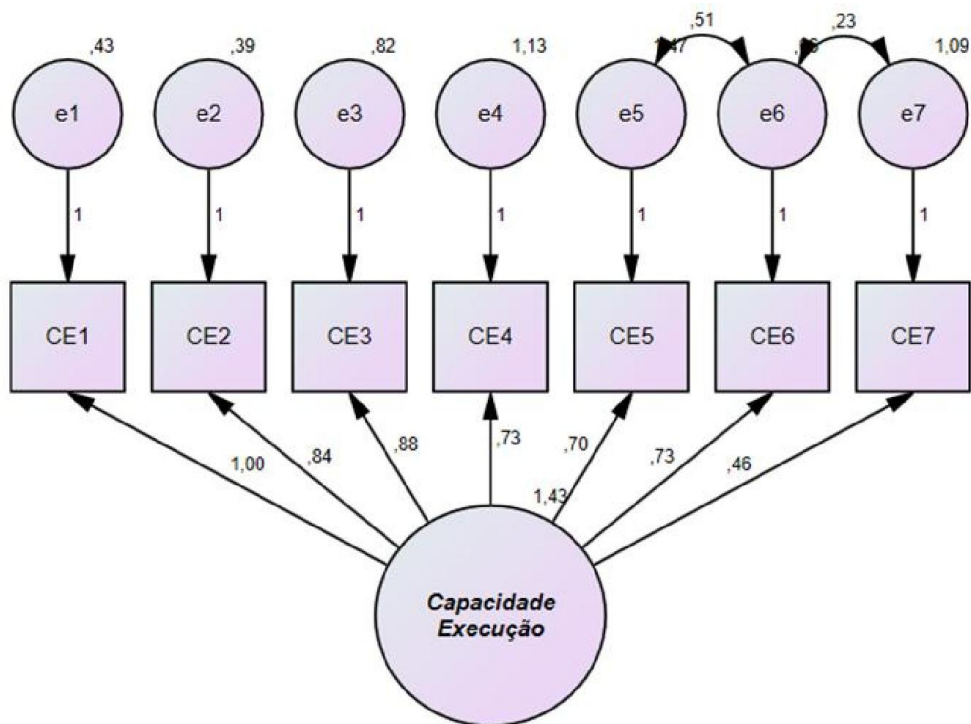 ,43
,39
,82
1,13
,51
,23
1,09
e1
e2
e3
e4
e5
e6
e7
1
1
1
1
1
1
1
CE1
CE2
CE3
CE4
CE5
CE6
CE7
1,00
,84
,88
,73
,70
,73
,46
1,43
Capacidade
Execução